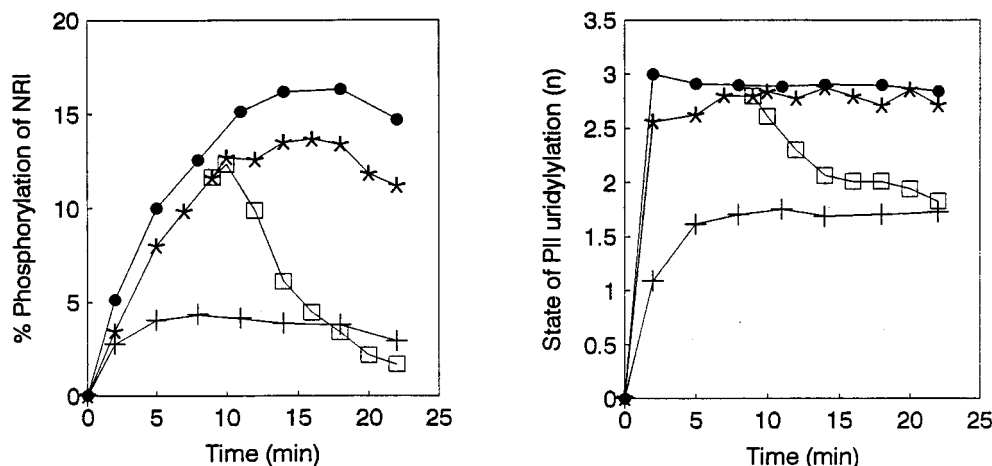 % Phosphorylation of NRI
20
15
10
5
0
0 5 10 15 20 25
Time (min)
State of PII uridylylation (n)
3.5
3
2.5
2
1.5
1
0.5
0
0 5 10 15 20 25
Time (min)